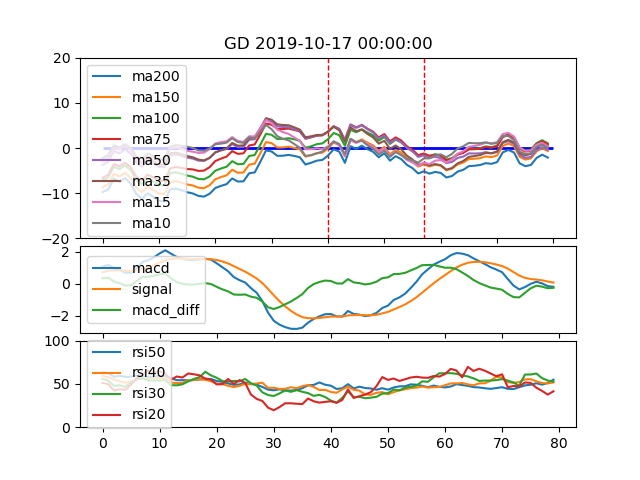 GD 2019-10-17 00:00:00
20
10
0
−10
−20
ma200
ma150
ma100
ma75
ma50
ma35
ma15
ma10
2
0
−2
macd
signal
macd_diff
100
50
0
rsi50
rsi40
rsi30
rsi20
0 10 20 30 40 50 60 70 80